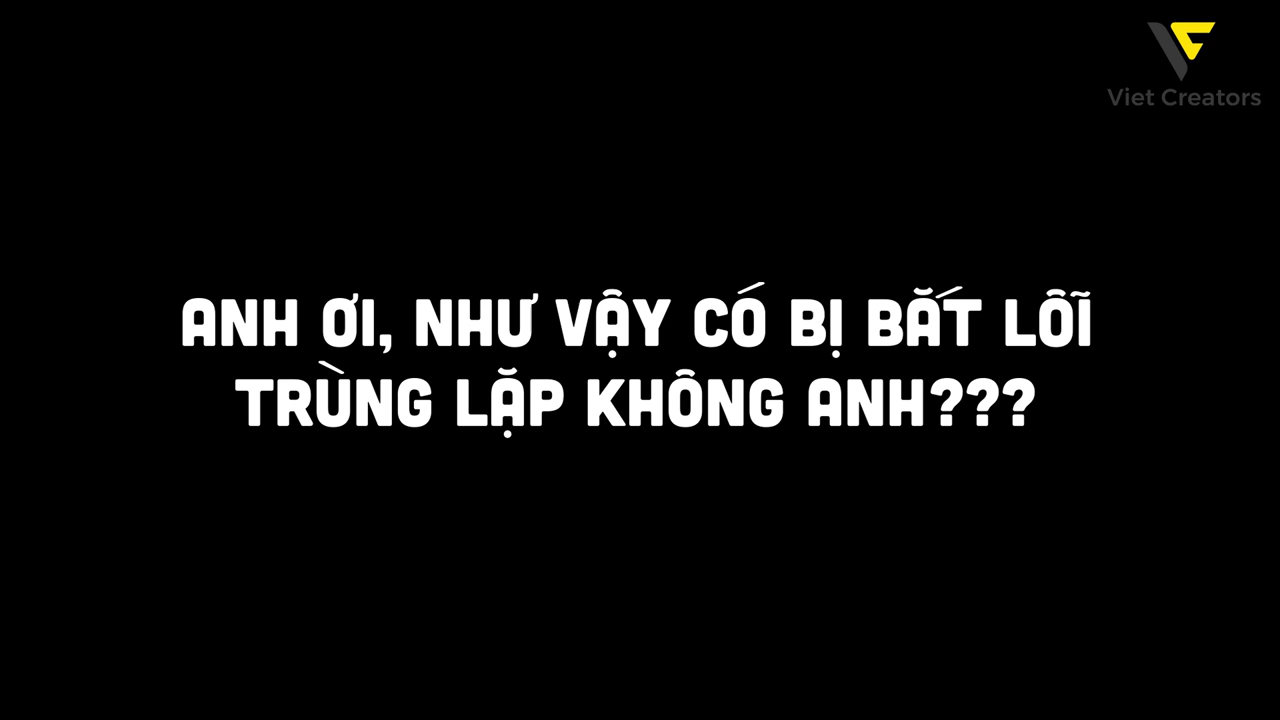 Viet Creators
ANH ƠI, NHƯ VẬY CÓ BỊ BẮT LỖI
TRÙNG LẶP KHÔNG ANH???